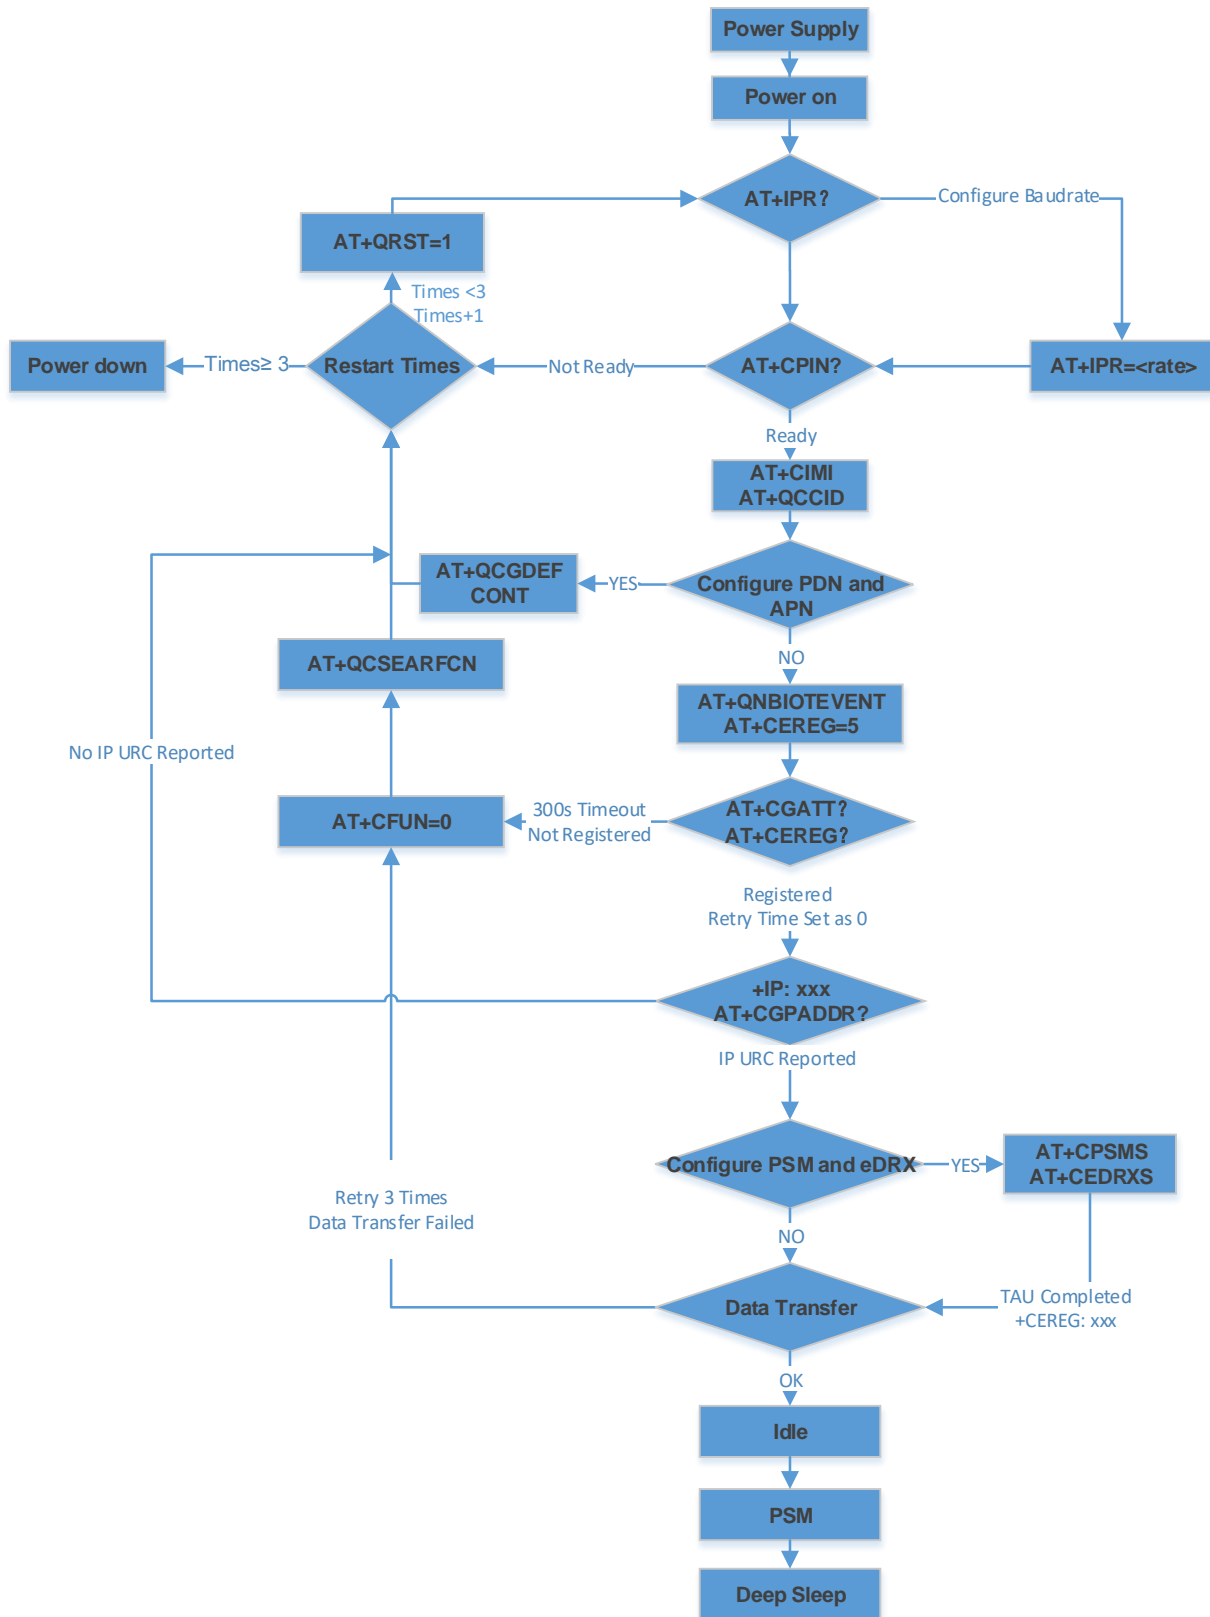 Power Supply
Power on
AT+IPR?
Configure Baudrate
AT+QRST=1
Times <3
Times+1
Power down
Times≥ 3
Restart Times
Not Ready
AT+CPIN?
AT+IPR=<rate>
Ready
AT+CIMI
AT+QCCID
AT+QCGDEF
CONT
YES
Configure PDN and
APN
NO
AT+QCSEARFCN
AT+QNBIOTEVENT
AT+CEREG=5
No IP URC Reported
AT+CFUN=0
300s Timeout
Not Registered
AT+CGATT?
AT+CEREG?
Registered
Retry Time Set as 0
+IP: xxx
AT+CGPADDR?
IP URC Reported
Configure PSM and eDRX
YES
AT+CPSMS
AT+CEDRXS
Retry 3 Times
Data Transfer Failed
NO
Data Transfer
TAU Completed
+CEREG: xxx
OK
Idle
PSM
Deep Sleep